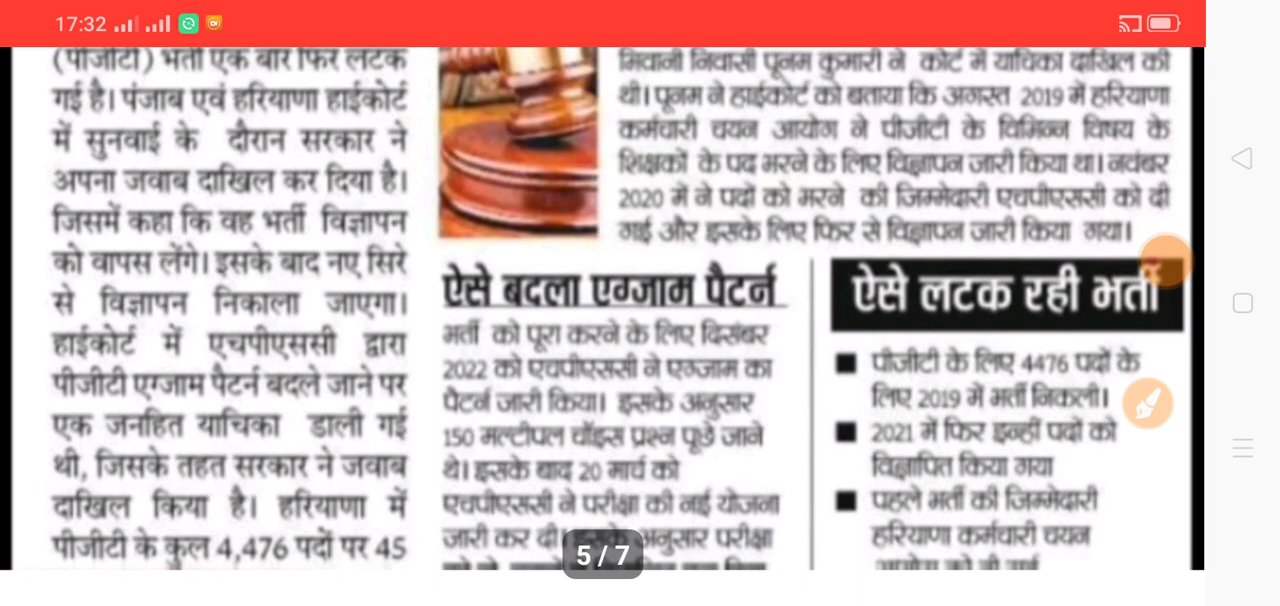 17:32
(पीजीटी) भर्ती एक बार फिर लटक
गई है। पंजाब एवं हरियाणा हाईकोर्ट
में सुनवाई के दौरान सरकार ने
अपना जवाब दाखिल कर दिया है।
जिसमें कहा कि वह भर्ती विज्ञापन
को वापस लेंगे। इसके बाद नए सिरे
से विज्ञापन निकाला जाएगा।
हाईकोर्ट में एचपीएससी द्वारा
पीजीटी एग्जाम पैटर्न बदले जाने पर
एक जनहित याचिका डाली गई
थी, जिसके तहत सरकार ने जवाब
दाखिल किया है। हरियाणा में
पीजीटी के कुल 4,476 पदों पर 45
भिवानी निवासी पूनम कुमारी ने कोर्ट में याचिका दाखिल की
थी। पूनम ने हाईकोर्ट को बताया कि अगस्त 2019 में हरियाणा
कर्मचारी चयन आयोग ने पीजीटी के विभिन्न विषय के
शिक्षकों के पद भरने के लिए विज्ञापन जारी किया था। नवंबर
2020 में ने पदों को भरने की जिम्मेदारी एचपीएससी को दी
गई और इसके लिए फिर से विज्ञापन जारी किया गया।
ऐसे बदला एग्जाम पैटर्न
भर्ती को पूरा करने के लिए दिसंबर
2022 को एचपीएससी ने एग्जाम का
पैटर्न जारी किया। इसके अनुसार
150 मल्टीपल चॉइस प्रश्न पूछे जाने
थे। इसके बाद 20 मार्च को
एचपीएससी ने परीक्षा की नई योजना
जारी कर दी। इसके अनुसार परीक्षा
ऐसे लटक रही भर्ती
■ पीजीटी के लिए 4476 पदों के
लिए 2019 में भर्ती निकली।
■ 2021 में फिर इन्हीं पदों को
विज्ञापित किया गया
■ पहले भर्ती की जिम्मेदारी
हरियाणा कर्मचारी चयन
आयोग को दी गई
5 / 7